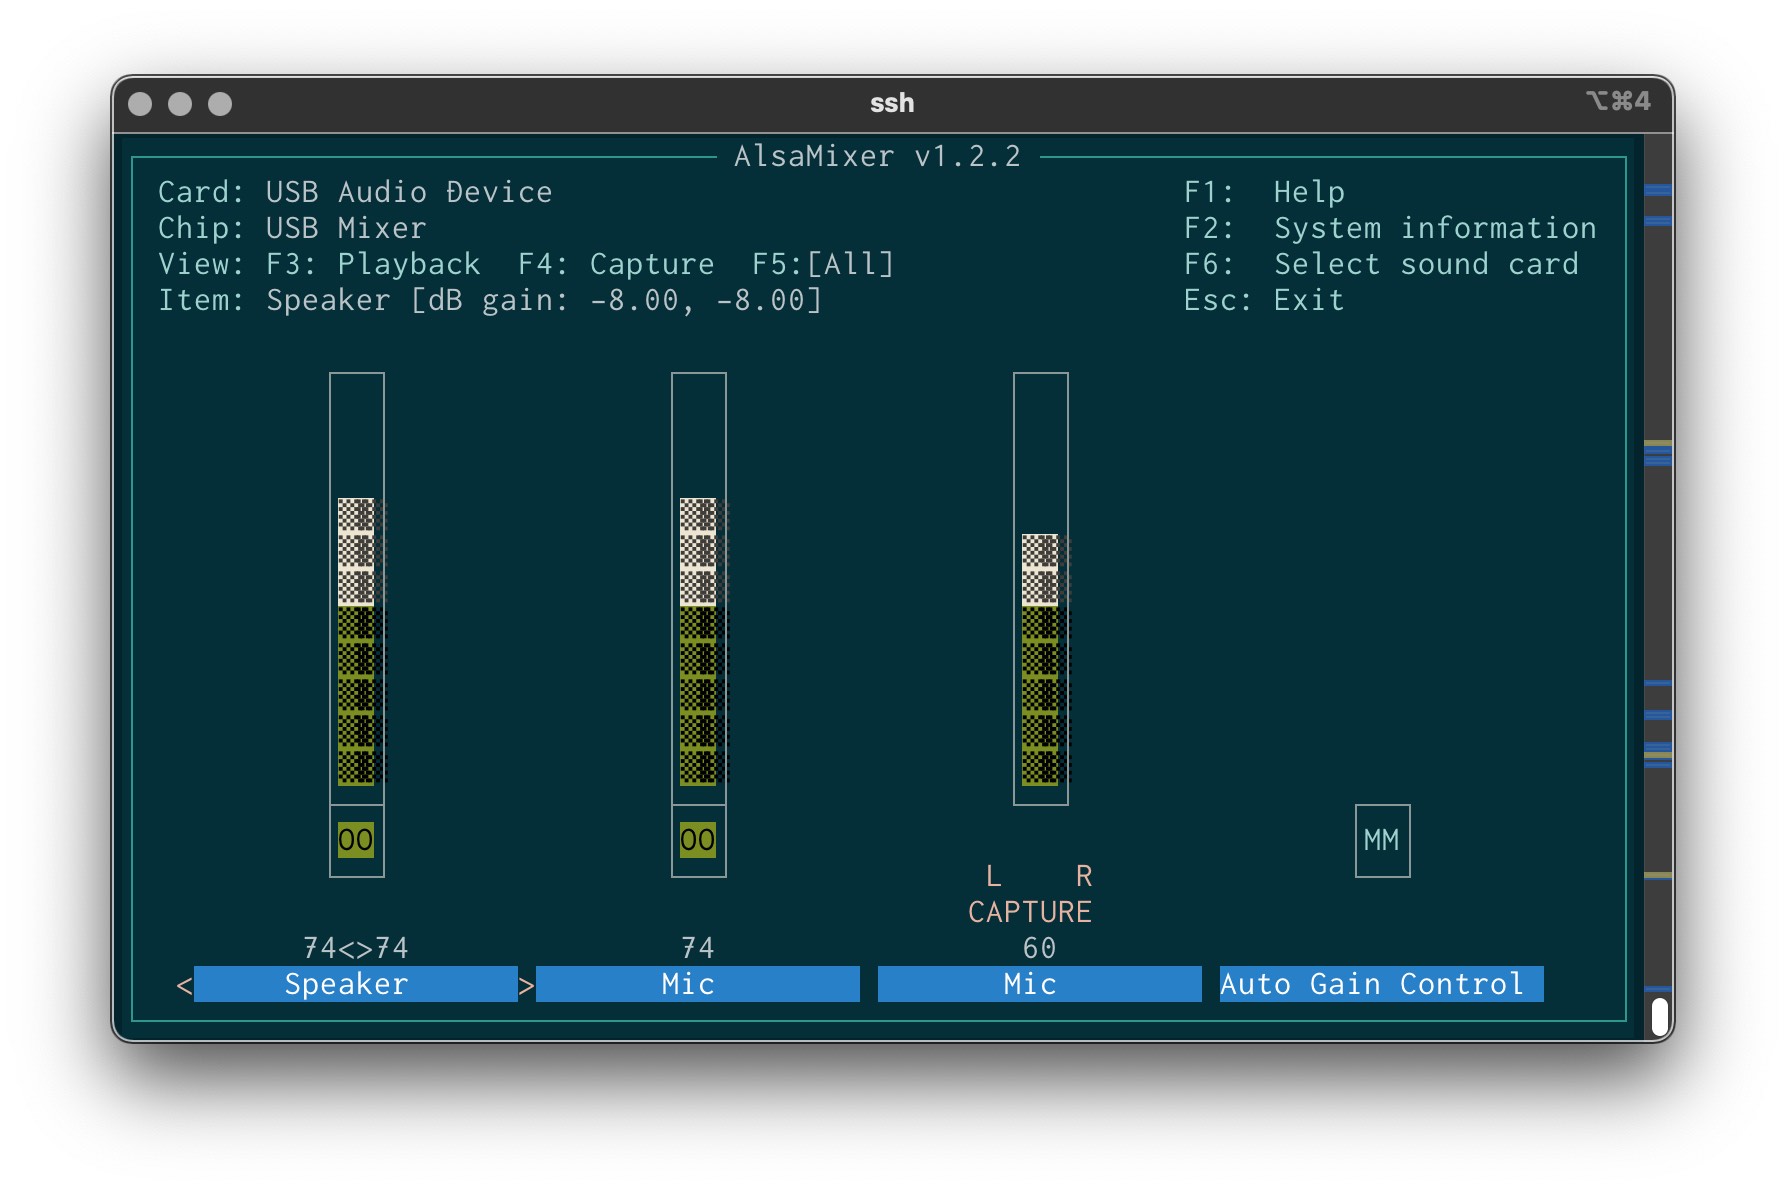 ssh
⌥⌘4
AlsaMixer v1.2.2
Card: USB Audio Device
F1: Help
Chip: USB Mixer
F2: System information
View: F3: Playback F4: Capture F5:[All]
F6: Select sound card
Item: Speaker [dB gain: -8.00, -8.00]
Esc: Exit
OO
OO
MM
L R
CAPTURE
74<>74
74
60
< Speaker >
Mic
Mic
Auto Gain Control